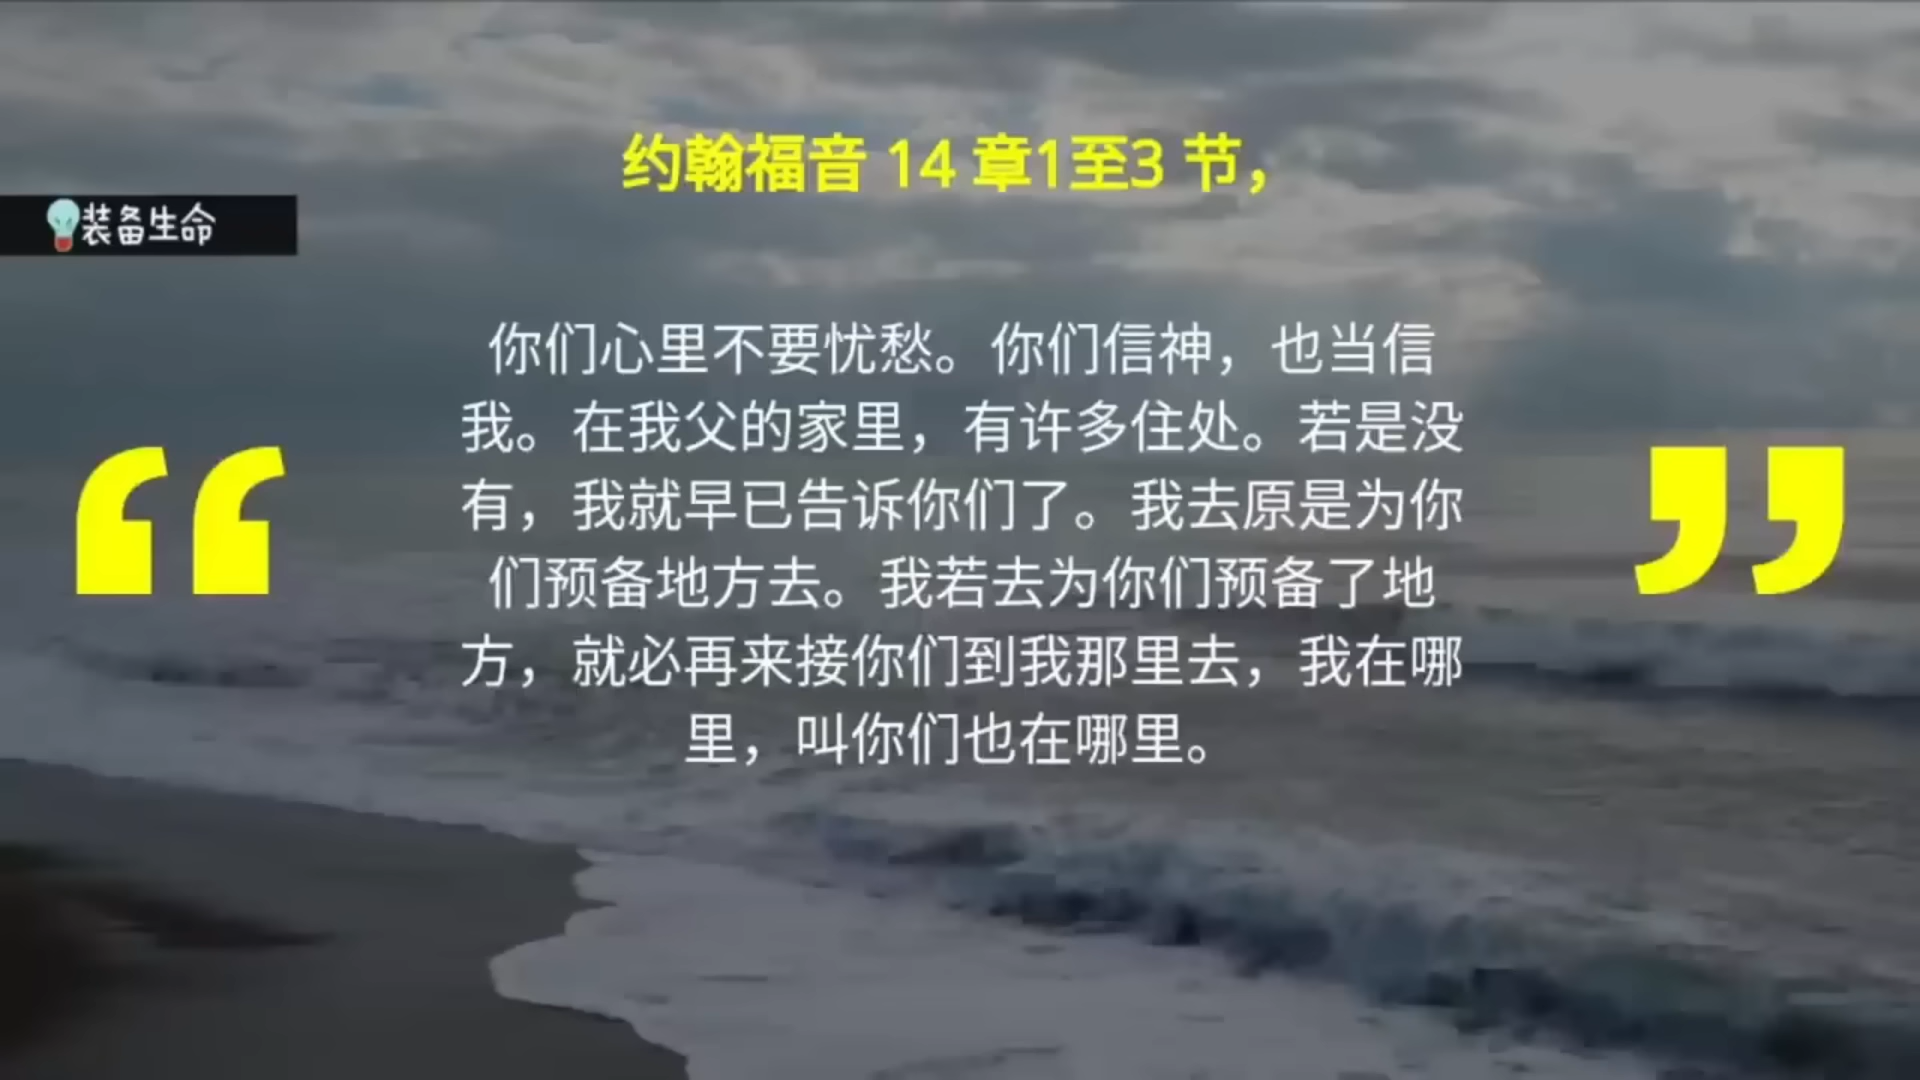 约翰福音 14 章1至3 节，
装备生命
“
你们心里不要忧愁。你们信神，也当信
我。在我父的家里，有许多住处。若是没
有，我就早已告诉你们了。我去原是为你
们预备地方去。我若去为你们预备了地
方，就必再来接你们到我那里去，我在哪
里，叫你们也在哪里。
”